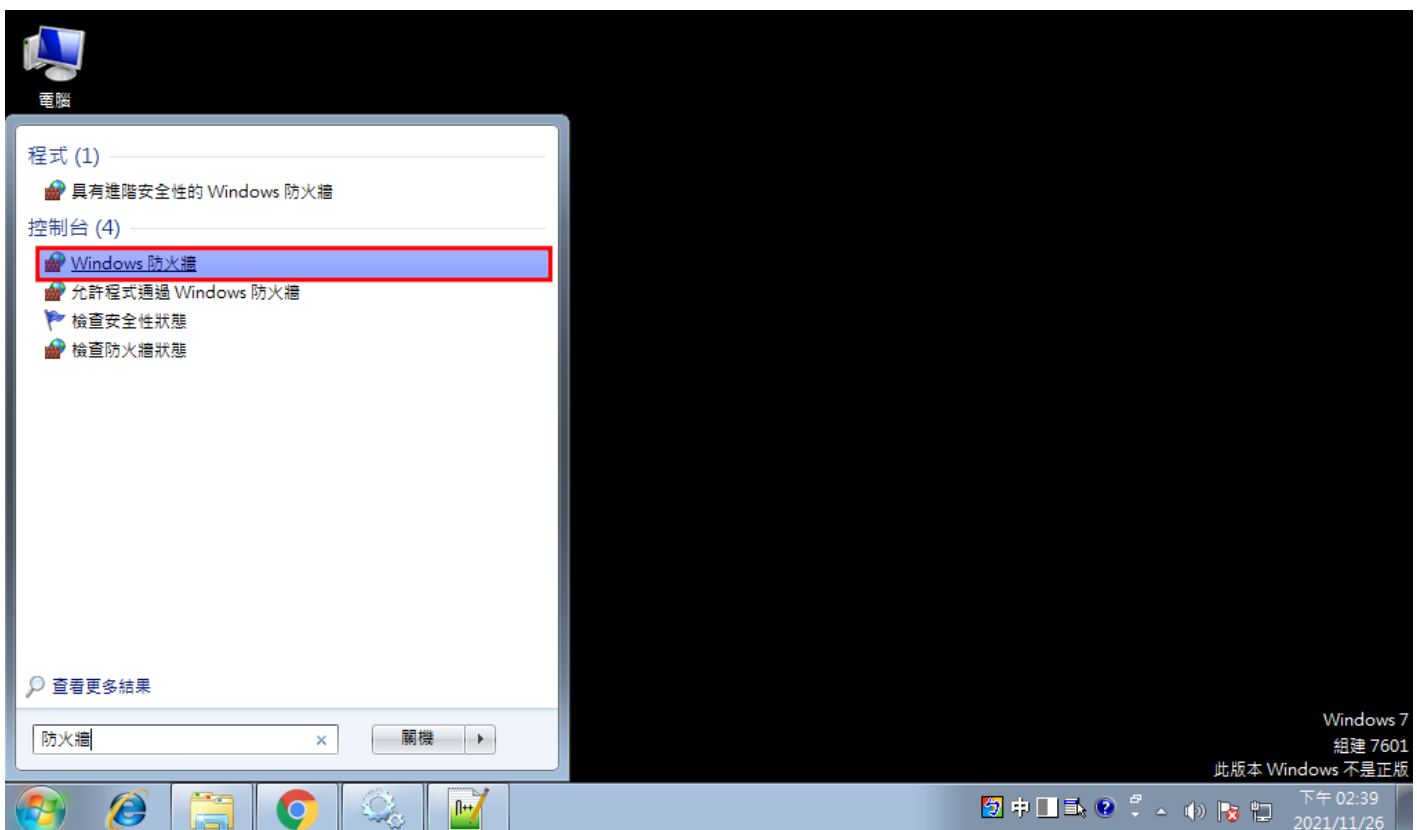 電腦
程式 (1)
具有進階安全性的 Windows 防火牆
控制台 (4)
Windows 防火牆
允許程式通過 Windows 防火牆
檢查安全性狀態
檢查防火牆狀態
查看更多結果
防火牆
關機
Windows 7
組建 7601
此版本 Windows 不是正版
中
下午 02:39
2021/11/26